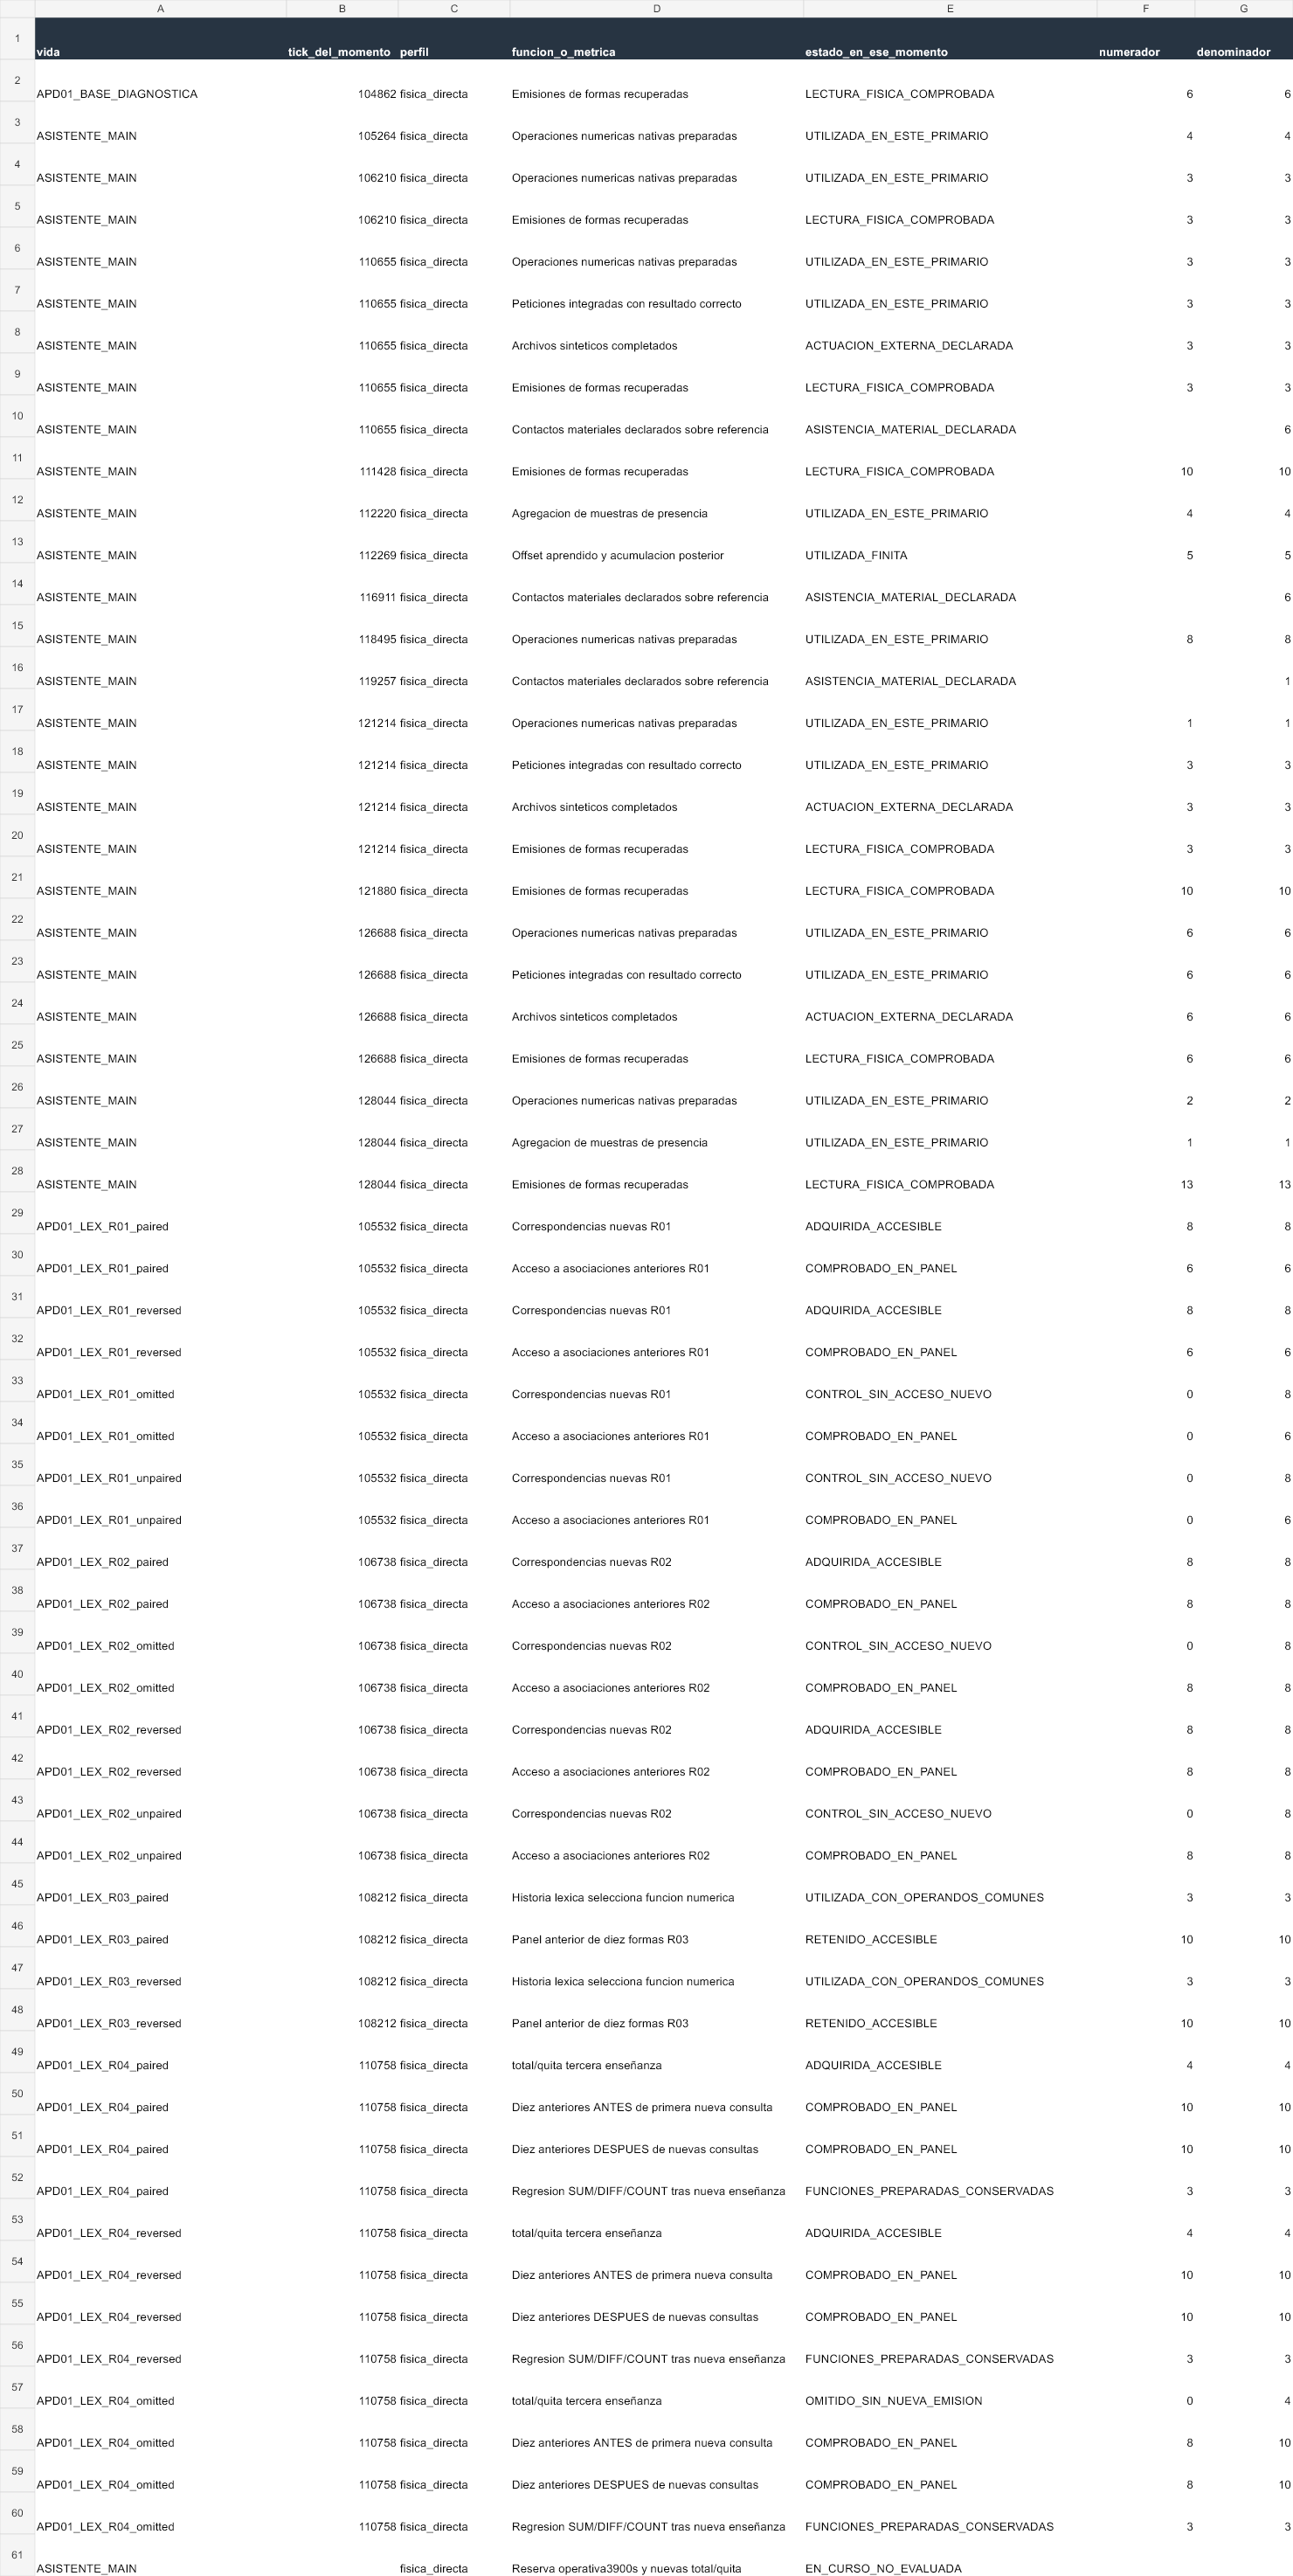 A B C D E F G
1 vida tick_del_momento perfil funcion_o_metrica estado_en_ese_momento numerador denominador
2 APD01_BASE_DIAGNOSTICA 104862 fisica_directa Emisiones de formas recuperadas LECTURA_FISICA_COMPROBADA 6 6
3 ASISTENTE_MAIN 105264 fisica_directa Operaciones numericas nativas preparadas UTILIZADA_EN_ESTE_PRIMARIO 4 4
4 ASISTENTE_MAIN 106210 fisica_directa Operaciones numericas nativas preparadas UTILIZADA_EN_ESTE_PRIMARIO 3 3
5 ASISTENTE_MAIN 106210 fisica_directa Emisiones de formas recuperadas LECTURA_FISICA_COMPROBADA 3 3
6 ASISTENTE_MAIN 110655 fisica_directa Operaciones numericas nativas preparadas UTILIZADA_EN_ESTE_PRIMARIO 3 3
7 ASISTENTE_MAIN 110655 fisica_directa Peticiones integradas con resultado correcto UTILIZADA_EN_ESTE_PRIMARIO 3 3
8 ASISTENTE_MAIN 110655 fisica_directa Archivos sinteticos completados ACTUACION_EXTERNA_DECLARADA 3 3
9 ASISTENTE_MAIN 110655 fisica_directa Emisiones de formas recuperadas LECTURA_FISICA_COMPROBADA 3 3
10 ASISTENTE_MAIN 110655 fisica_directa Contactos materiales declarados sobre referencia ASISTENCIA_MATERIAL_DECLARADA 6
11 ASISTENTE_MAIN 111428 fisica_directa Emisiones de formas recuperadas LECTURA_FISICA_COMPROBADA 10 10
12 ASISTENTE_MAIN 112220 fisica_directa Agregacion de muestras de presencia UTILIZADA_EN_ESTE_PRIMARIO 4 4
13 ASISTENTE_MAIN 112269 fisica_directa Offset aprendido y acumulacion posterior UTILIZADA_FINITA 5 5
14 ASISTENTE_MAIN 116911 fisica_directa Contactos materiales declarados sobre referencia ASISTENCIA_MATERIAL_DECLARADA 6
15 ASISTENTE_MAIN 118495 fisica_directa Operaciones numericas nativas preparadas UTILIZADA_EN_ESTE_PRIMARIO 8 8
16 ASISTENTE_MAIN 119257 fisica_directa Contactos materiales declarados sobre referencia ASISTENCIA_MATERIAL_DECLARADA 1
17 ASISTENTE_MAIN 121214 fisica_directa Operaciones numericas nativas preparadas UTILIZADA_EN_ESTE_PRIMARIO 1 1
18 ASISTENTE_MAIN 121214 fisica_directa Peticiones integradas con resultado correcto UTILIZADA_EN_ESTE_PRIMARIO 3 3
19 ASISTENTE_MAIN 121214 fisica_directa Archivos sinteticos completados ACTUACION_EXTERNA_DECLARADA 3 3
20 ASISTENTE_MAIN 121214 fisica_directa Emisiones de formas recuperadas LECTURA_FISICA_COMPROBADA 3 3
21 ASISTENTE_MAIN 121880 fisica_directa Emisiones de formas recuperadas LECTURA_FISICA_COMPROBADA 10 10
22 ASISTENTE_MAIN 126688 fisica_directa Operaciones numericas nativas preparadas UTILIZADA_EN_ESTE_PRIMARIO 6 6
23 ASISTENTE_MAIN 126688 fisica_directa Peticiones integradas con resultado correcto UTILIZADA_EN_ESTE_PRIMARIO 6 6
24 ASISTENTE_MAIN 126688 fisica_directa Archivos sinteticos completados ACTUACION_EXTERNA_DECLARADA 6 6
25 ASISTENTE_MAIN 126688 fisica_directa Emisiones de formas recuperadas LECTURA_FISICA_COMPROBADA 6 6
26 ASISTENTE_MAIN 128044 fisica_directa Operaciones numericas nativas preparadas UTILIZADA_EN_ESTE_PRIMARIO 2 2
27 ASISTENTE_MAIN 128044 fisica_directa Agregacion de muestras de presencia UTILIZADA_EN_ESTE_PRIMARIO 1 1
28 ASISTENTE_MAIN 128044 fisica_directa Emisiones de formas recuperadas LECTURA_FISICA_COMPROBADA 13 13
29 APD01_LEX_R01_paired 105532 fisica_directa Correspondencias nuevas R01 ADQUIRIDA_ACCESIBLE 8 8
30 APD01_LEX_R01_paired 105532 fisica_directa Acceso a asociaciones anteriores R01 COMPROBADO_EN_PANEL 6 6
31 APD01_LEX_R01_reversed 105532 fisica_directa Correspondencias nuevas R01 ADQUIRIDA_ACCESIBLE 8 8
32 APD01_LEX_R01_reversed 105532 fisica_directa Acceso a asociaciones anteriores R01 COMPROBADO_EN_PANEL 6 6
33 APD01_LEX_R01_omitted 105532 fisica_directa Correspondencias nuevas R01 CONTROL_SIN_ACCESO_NUEVO 0 8
34 APD01_LEX_R01_omitted 105532 fisica_directa Acceso a asociaciones anteriores R01 COMPROBADO_EN_PANEL 0 6
35 APD01_LEX_R01_unpaired 105532 fisica_directa Correspondencias nuevas R01 CONTROL_SIN_ACCESO_NUEVO 0 8
36 APD01_LEX_R01_unpaired 105532 fisica_directa Acceso a asociaciones anteriores R01 COMPROBADO_EN_PANEL 0 6
37 APD01_LEX_R02_paired 106738 fisica_directa Correspondencias nuevas R02 ADQUIRIDA_ACCESIBLE 8 8
38 APD01_LEX_R02_paired 106738 fisica_directa Acceso a asociaciones anteriores R02 COMPROBADO_EN_PANEL 8 8
39 APD01_LEX_R02_omitted 106738 fisica_directa Correspondencias nuevas R02 CONTROL_SIN_ACCESO_NUEVO 0 8
40 APD01_LEX_R02_omitted 106738 fisica_directa Acceso a asociaciones anteriores R02 COMPROBADO_EN_PANEL 8 8
41 APD01_LEX_R02_reversed 106738 fisica_directa Correspondencias nuevas R02 ADQUIRIDA_ACCESIBLE 8 8
42 APD01_LEX_R02_reversed 106738 fisica_directa Acceso a asociaciones anteriores R02 COMPROBADO_EN_PANEL 8 8
43 APD01_LEX_R02_unpaired 106738 fisica_directa Correspondencias nuevas R02 CONTROL_SIN_ACCESO_NUEVO 0 8
44 APD01_LEX_R02_unpaired 106738 fisica_directa Acceso a asociaciones anteriores R02 COMPROBADO_EN_PANEL 8 8
45 APD01_LEX_R03_paired 108212 fisica_directa Historia lexica selecciona funcion numerica UTILIZADA_CON_OPERANDOS_COMUNES 3 3
46 APD01_LEX_R03_paired 108212 fisica_directa Panel anterior de diez formas R03 RETENIDO_ACCESIBLE 10 10
47 APD01_LEX_R03_reversed 108212 fisica_directa Historia lexica selecciona funcion numerica UTILIZADA_CON_OPERANDOS_COMUNES 3 3
48 APD01_LEX_R03_reversed 108212 fisica_directa Panel anterior de diez formas R03 RETENIDO_ACCESIBLE 10 10
49 APD01_LEX_R04_paired 110758 fisica_directa total/quita tercera enseñanza ADQUIRIDA_ACCESIBLE 4 4
50 APD01_LEX_R04_paired 110758 fisica_directa Diez anteriores ANTES de primera nueva consulta COMPROBADO_EN_PANEL 10 10
51 APD01_LEX_R04_paired 110758 fisica_directa Diez anteriores DESPUES de nuevas consultas COMPROBADO_EN_PANEL 10 10
52 APD01_LEX_R04_paired 110758 fisica_directa Regresion SUM/DIFF/COUNT tras nueva enseñanza FUNCIONES_PREPARADAS_CONSERVADAS 3 3
53 APD01_LEX_R04_reversed 110758 fisica_directa total/quita tercera enseñanza ADQUIRIDA_ACCESIBLE 4 4
54 APD01_LEX_R04_reversed 110758 fisica_directa Diez anteriores ANTES de primera nueva consulta COMPROBADO_EN_PANEL 10 10
55 APD01_LEX_R04_reversed 110758 fisica_directa Diez anteriores DESPUES de nuevas consultas COMPROBADO_EN_PANEL 10 10
56 APD01_LEX_R04_reversed 110758 fisica_directa Regresion SUM/DIFF/COUNT tras nueva enseñanza FUNCIONES_PREPARADAS_CONSERVADAS 3 3
57 APD01_LEX_R04_omitted 110758 fisica_directa total/quita tercera enseñanza OMITIDO_SIN_NUEVA_EMISION 0 4
58 APD01_LEX_R04_omitted 110758 fisica_directa Diez anteriores ANTES de primera nueva consulta COMPROBADO_EN_PANEL 8 10
59 APD01_LEX_R04_omitted 110758 fisica_directa Diez anteriores DESPUES de nuevas consultas COMPROBADO_EN_PANEL 8 10
60 APD01_LEX_R04_omitted 110758 fisica_directa Regresion SUM/DIFF/COUNT tras nueva enseñanza FUNCIONES_PREPARADAS_CONSERVADAS 3 3
61 ASISTENTE_MAIN fisica_directa Reserva operativa3900s y nuevas total/quita EN_CURSO_NO_EVALUADA